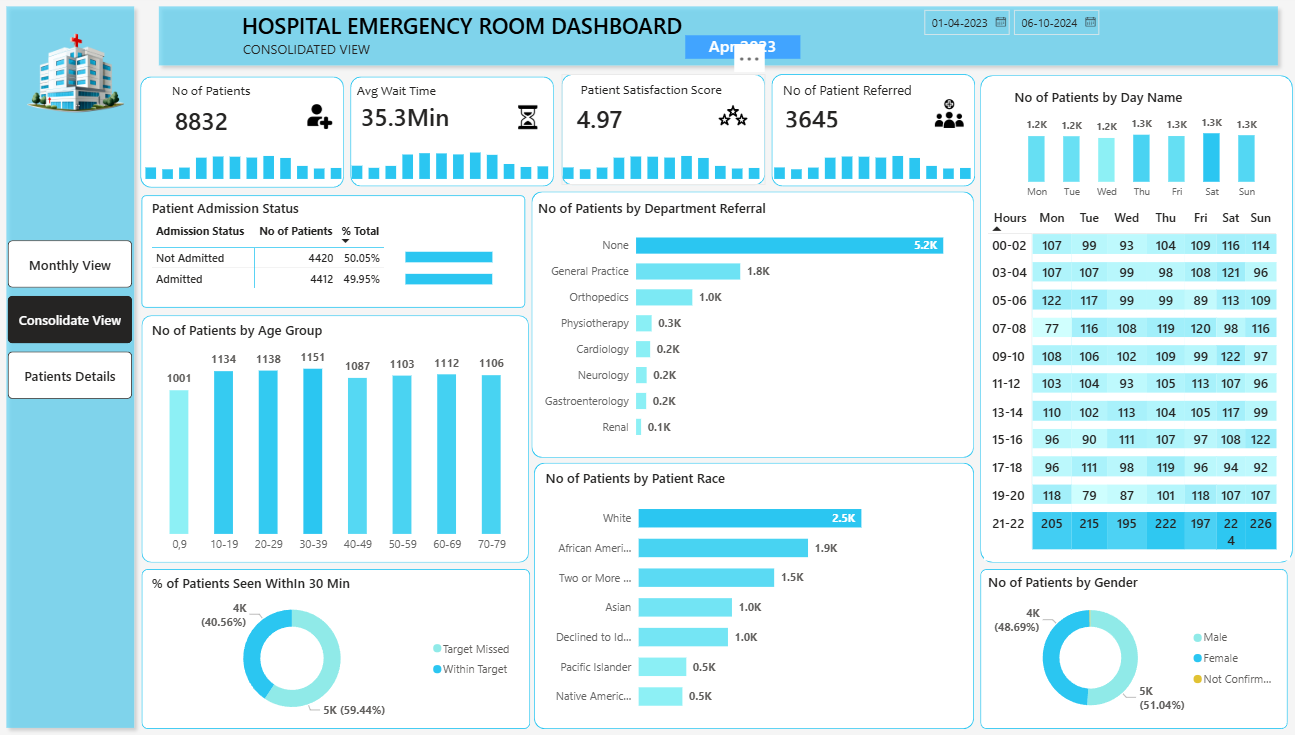 HOSPITAL EMERGENCY ROOM DASHBOARD
CONSOLIDATED VIEW
01-04-2023
06-10-2024
Monthly View
Consolidate View
Patients Details
No of Patients
8832
Avg Wait Time
35.3Min
Patient Satisfaction Score
4.97
No of Patient Referred
3645
Patient Admission Status
Admission Status No of Patients % Total
Not Admitted 4420 50.05%
Admitted 4412 49.95%
No of Patients by Age Group
1001 1134 1138 1151 1087 1103 1112 1106
0,9 10-19 20-29 30-39 40-49 50-59 60-69 70-79
% of Patients Seen WithIn 30 Min
4K
(40.56%)
5K (59.44%)
Target Missed
Within Target
No of Patients by Department Referral
None 5.2K
General Practice 1.8K
Orthopedics 1.0K
Physiotherapy 0.3K
Cardiology 0.2K
Neurology 0.2K
Gastroenterology 0.2K
Renal 0.1K
No of Patients by Patient Race
White 2.5K
African Ameri... 1.9K
Two or More ... 1.5K
Asian 1.0K
Declined to Id... 1.0K
Pacific Islander 0.5K
Native Americ... 0.5K
No of Patients by Day Name
1.2K 1.2K 1.2K 1.3K 1.3K 1.3K 1.3K
Mon Tue Wed Thu Fri Sat Sun
Hours Mon Tue Wed Thu Fri Sat Sun
00-02 107 99 93 104 109 116 114
03-04 107 107 99 98 108 121 96
05-06 122 117 99 99 89 113 109
07-08 77 116 108 119 120 98 116
09-10 108 106 102 109 99 122 97
11-12 103 104 93 105 113 107 96
13-14 110 102 113 104 105 117 99
15-16 96 90 111 107 97 108 122
17-18 96 111 98 119 96 94 92
19-20 118 79 87 101 118 107 107
21-22 205 215 195 222 197 22 226
4
No of Patients by Gender
4K
(48.69%)
5K
(51.04%)
Male
Female
Not Confirm...